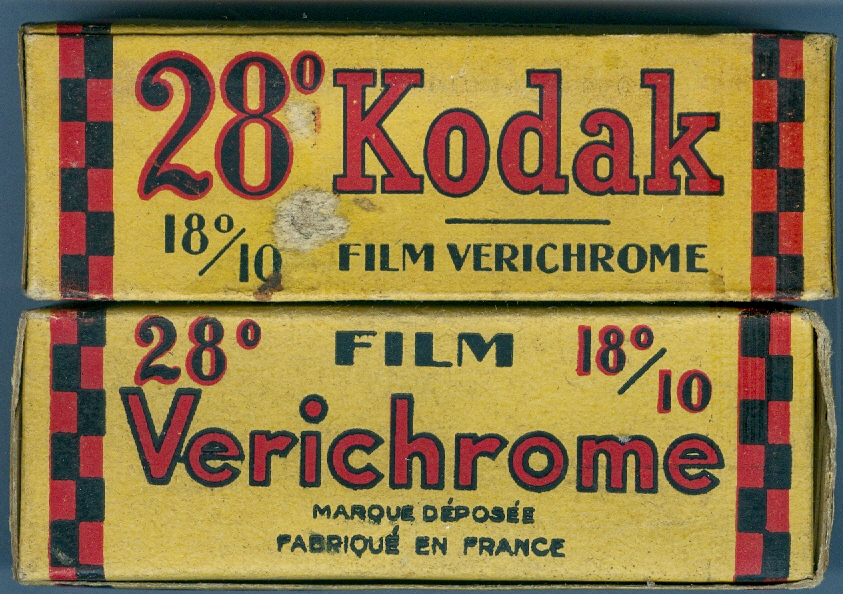 28° Kodak
18°/10 FILM VERICHROME
28° FILM 18°/10
Verichrome
MARQUE DÉPOSÉE
FABRIQUÉ EN FRANCE